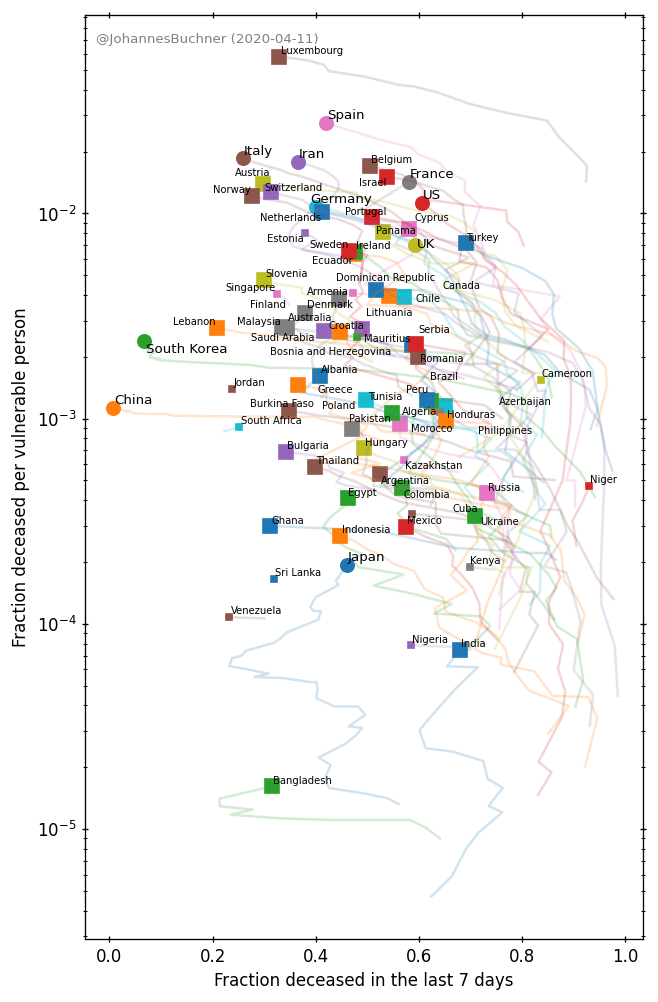 @JohannesBuchner (2020-04-11)
Luxembourg
Spain
Italy
Iran
Belgium
Austria
Israel
France
Norway
Switzerland
US
Germany
Netherlands
Portugal
Cyprus
Panama
Estonia
Turkey
Sweden
Ireland
UK
Ecuador
Slovenia
Dominican Republic
Singapore
Armenia
Canada
Finland
Denmark
Chile
Lithuania
Lebanon
Malaysia
Australia
Croatia
Serbia
Saudi Arabia
Mauritius
South Korea
Bosnia and Herzegovina
Romania
Albania
Cameroon
Jordan
Greece
Brazil
Peru
Tunisia
China
Burkina Faso
Poland
Algeria
Azerbaijan
Honduras
South Africa
Pakistan
Morocco
Philippines
Bulgaria
Hungary
Thailand
Kazakhstan
Argentina
Niger
Egypt
Colombia
Russia
Cuba
Ghana
Mexico
Ukraine
Indonesia
Japan
Kenya
Sri Lanka
Venezuela
Nigeria
India
Bangladesh
10−2
10−3
10−4
10−5
Fraction deceased per vulnerable person
0.0 0.2 0.4 0.6 0.8 1.0
Fraction deceased in the last 7 days